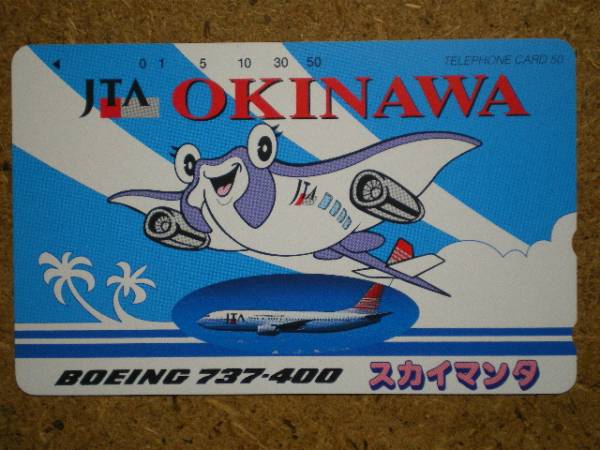 0 1 5 10 30 50
TELEPHONE CARD 50
JTA OKINAWA
JTA
JTA
BOEING 737-400
スカイマンタ